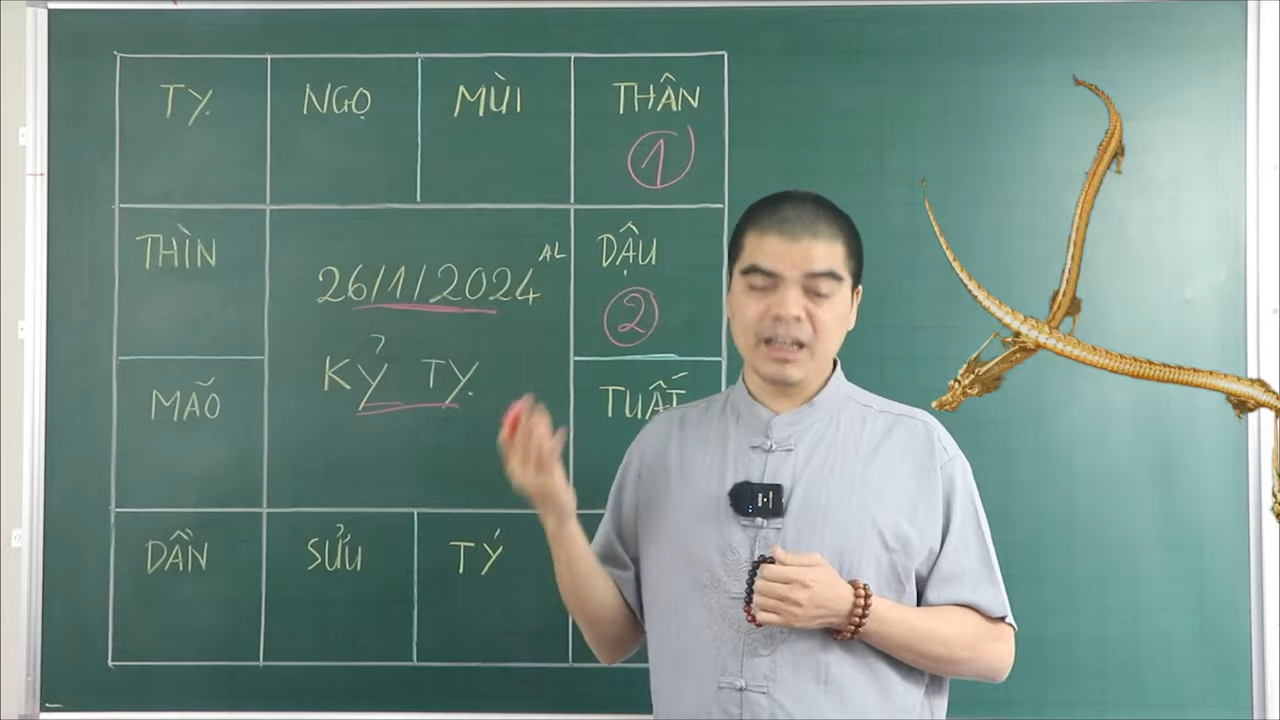 TỴ NGỌ MÙI THÂN
1
THÌN
26/1/2024 AL
DẬU
2
KỶ TỴ
MÃO
TUẤT
DẦN SỬU TÝ